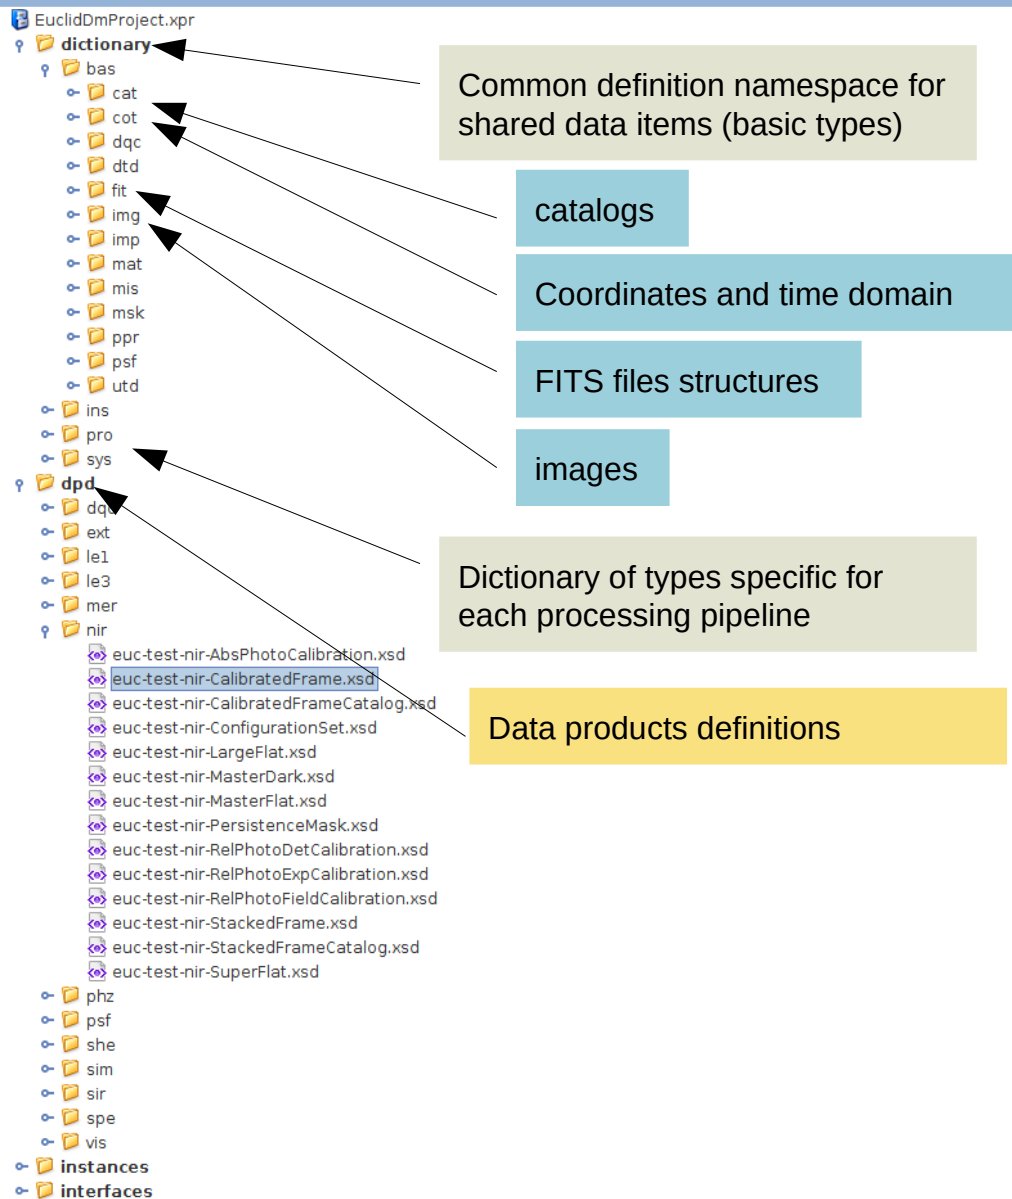 EuclidDmProject.xpr
dictionary
bas
cat
cot
dqc
dtd
fit
img
imp
mat
mis
msk
ppr
psf
utd
ins
pro
sys
dpd
dqc
ext
le1
le3
mer
nir
euc-test-nir-AbsPhotoCalibration.xsd
euc-test-nir-CalibratedFrame.xsd
euc-test-nir-CalibratedFrameCatalog.xsd
euc-test-nir-ConfigurationSet.xsd
euc-test-nir-LargeFlat.xsd
euc-test-nir-MasterDark.xsd
euc-test-nir-MasterFlat.xsd
euc-test-nir-PersistenceMask.xsd
euc-test-nir-RelPhotoDetCalibration.xsd
euc-test-nir-RelPhotoExpCalibration.xsd
euc-test-nir-RelPhotoFieldCalibration.xsd
euc-test-nir-StackedFrame.xsd
euc-test-nir-StackedFrameCatalog.xsd
euc-test-nir-SuperFlat.xsd
phz
psf
she
sim
sir
spe
vis
instances
interfaces
Common definition namespace for
shared data items (basic types)
catalogs
Coordinates and time domain
FITS files structures
images
Dictionary of types specific for
each processing pipeline
Data products definitions